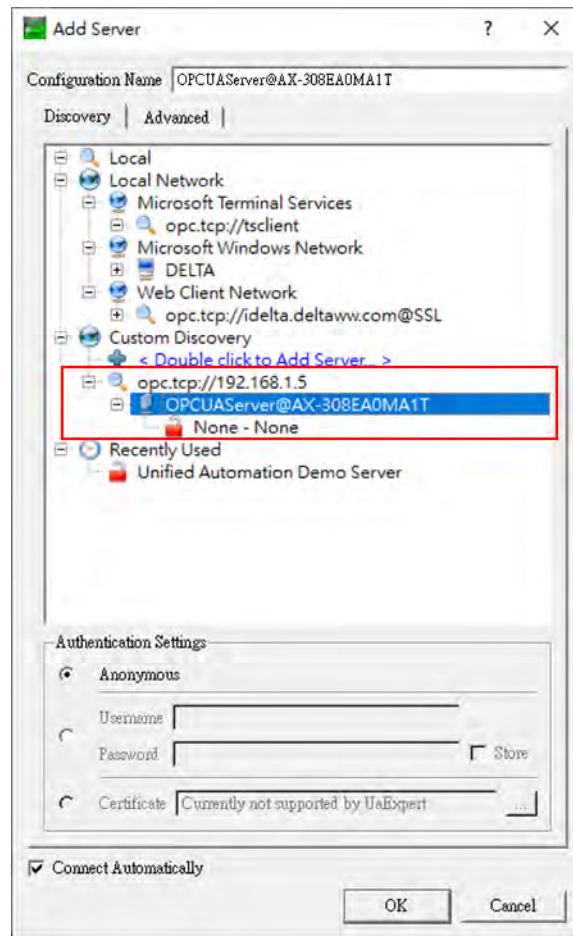 Add Server
?
Configuration Name OPCUAServer@AX-308EA0MA1T
Discovery Advanced
Local
Local Network
Microsoft Terminal Services
opc.tcp://tsclient
Microsoft Windows Network
DELTA
Web Client Network
opc.tcp://idelta.deltaww.com@SSL
Custom Discovery
< Double click to Add Server... >
opc.tcp://192.168.1.5
OPCUAServer@AX-308EA0MA1T
None - None
Recently Used
Unified Automation Demo Server
Authentication Settings
Anonymous
Username
Password Store
Certificate Currently not supported by UaExpert ...
Connect Automatically
OK Cancel